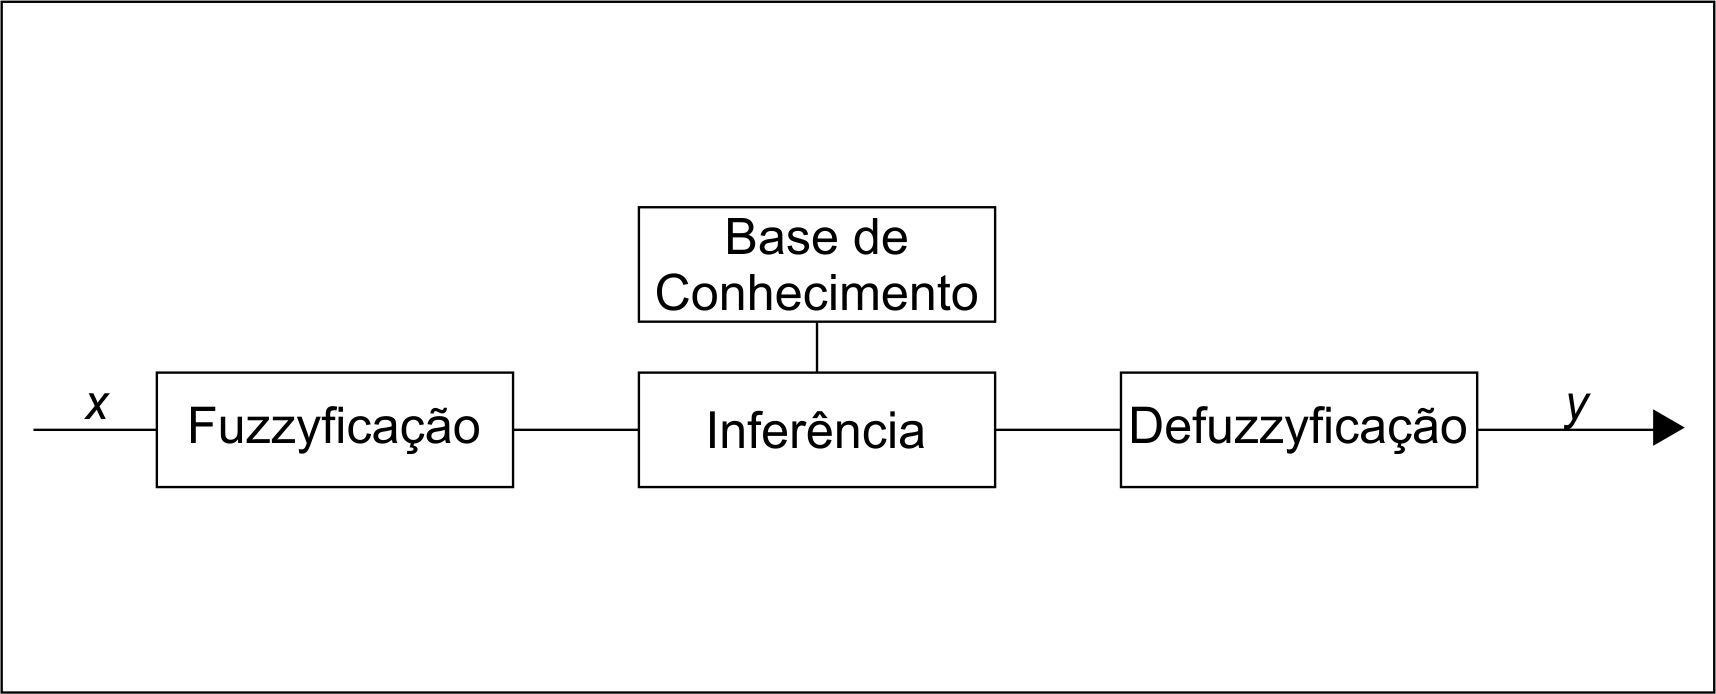 Base de
Conhecimento
x
Fuzzyficação
Inferência
Defuzzyficação
y